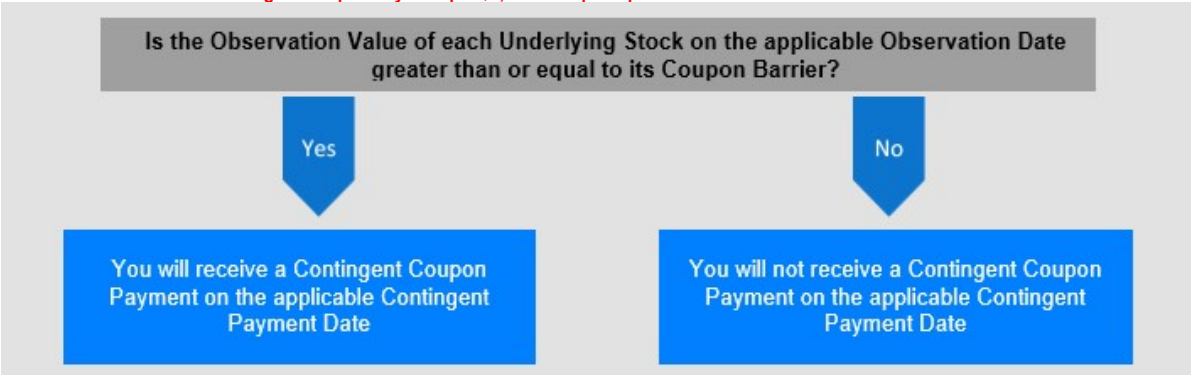 Is the Observation Value of each Underlying Stock on the applicable Observation Date
greater than or equal to its Coupon Barrier?
Yes
No
You will receive a Contingent Coupon
Payment on the applicable Contingent
Payment Date
You will not receive a Contingent Coupon
Payment on the applicable Contingent
Payment Date